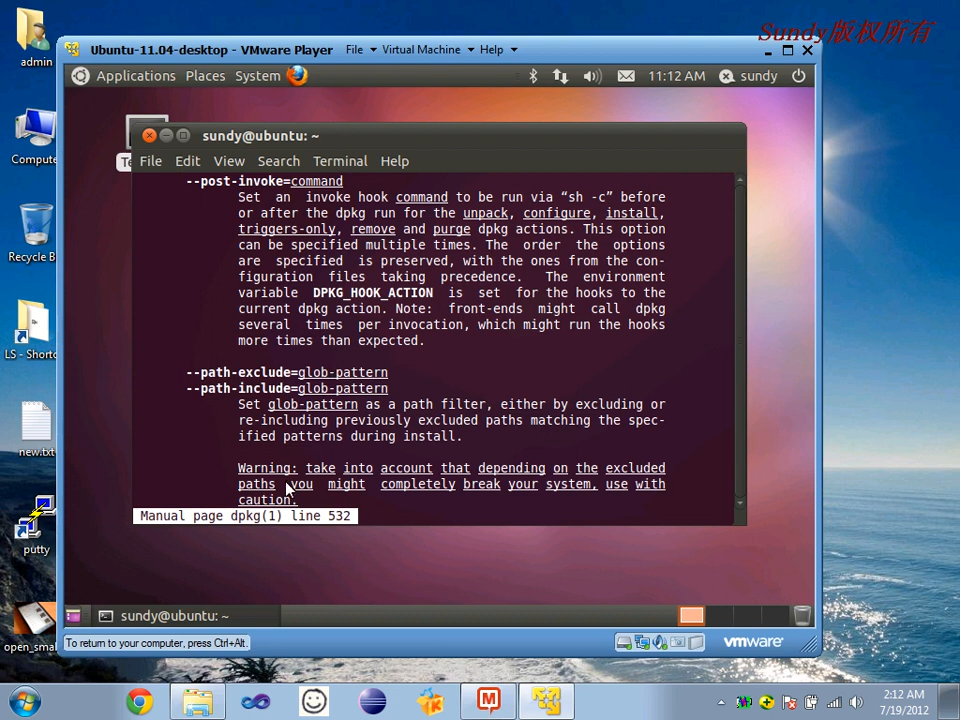 Sundy版权所有
admin
Ubuntu-11.04-desktop - VMware Player File Virtual Machine Help
Applications Places System 11:12 AM sundy
Compute
Te
sundy@ubuntu: ~
File Edit View Search Terminal Help
--post-invoke=command
Set an invoke hook command to be run via “sh -c” before
or after the dpkg run for the unpack, configure, install,
triggers-only, remove and purge dpkg actions. This option
can be specified multiple times. The order the options
are specified is preserved, with the ones from the con-
figuration files taking precedence. The environment
variable DPKG_HOOK_ACTION is set for the hooks to the
current dpkg action. Note: front-ends might call dpkg
several times per invocation, which might run the hooks
more times than expected.
--path-exclude=glob-pattern
--path-include=glob-pattern
Set glob-pattern as a path filter, either by excluding or
re-including previously excluded paths matching the spec-
ified patterns during install.
Warning: take into account that depending on the excluded
paths you might completely break your system, use with
caution.
Manual page dpkg(1) line 532
Recycle B
LS - Shortc
new.txt
putty
open_smal
sundy@ubuntu: ~
To return to your computer, press Ctrl+Alt.
vmware
2:12 AM
7/19/2012